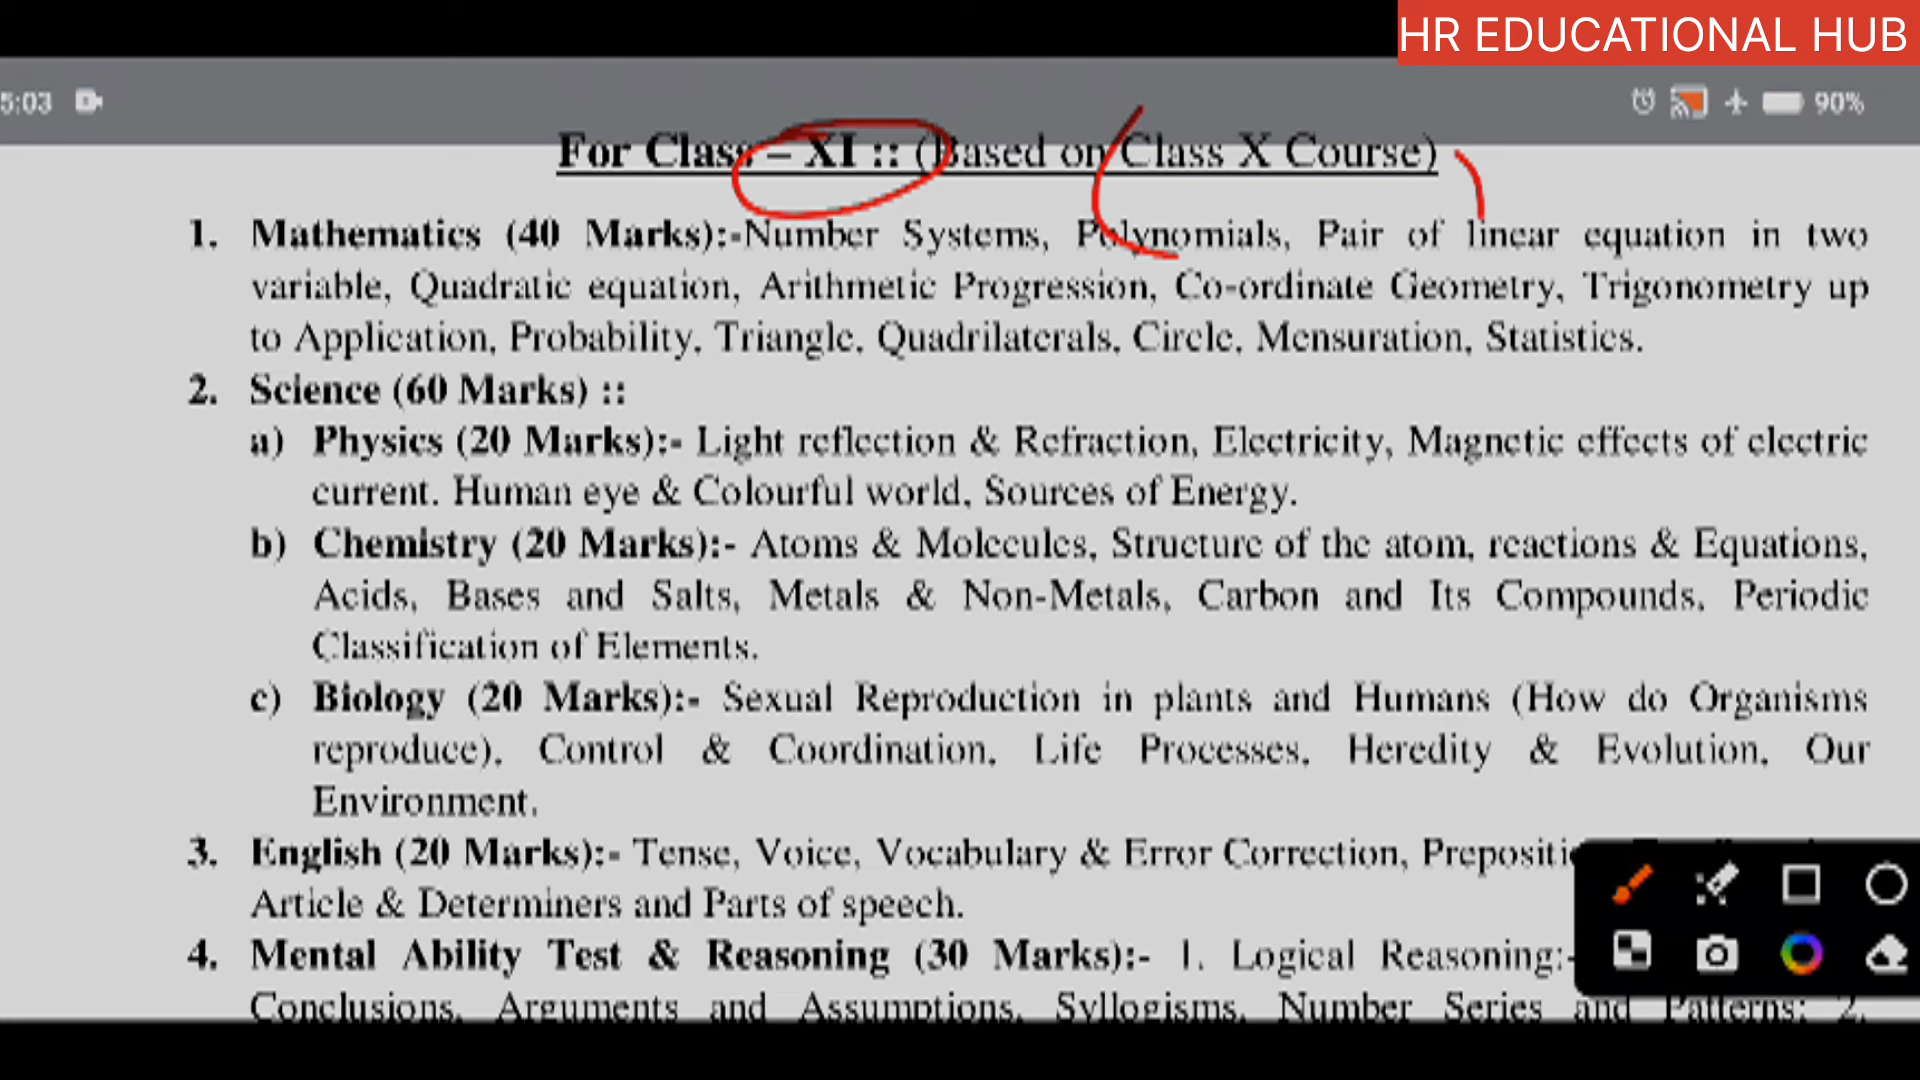 HR EDUCATIONAL HUB
5:03
90%
For Class – XI :: (Based on Class X Course)
1. Mathematics (40 Marks):-Number Systems, Polynomials, Pair of linear equation in two
variable, Quadratic equation, Arithmetic Progression, Co-ordinate Geometry, Trigonometry up
to Application, Probability, Triangle, Quadrilaterals, Circle, Mensuration, Statistics.
2. Science (60 Marks) ::
a) Physics (20 Marks):- Light reflection & Refraction, Electricity, Magnetic effects of electric
current. Human eye & Colourful world, Sources of Energy.
b) Chemistry (20 Marks):- Atoms & Molecules, Structure of the atom, reactions & Equations,
Acids, Bases and Salts, Metals & Non-Metals, Carbon and Its Compounds, Periodic
Classification of Elements.
c) Biology (20 Marks):- Sexual Reproduction in plants and Humans (How do Organisms
reproduce), Control & Coordination, Life Processes, Heredity & Evolution, Our
Environment.
3. English (20 Marks):- Tense, Voice, Vocabulary & Error Correction,
Article & Determiners and Parts of speech.
4. Mental Ability Test & Reasoning (30 Marks):- 1. Logical Reasoning:-
Conclusions, Arguments and Assumptions, Syllogisms, Number Series and Patterns; 2.